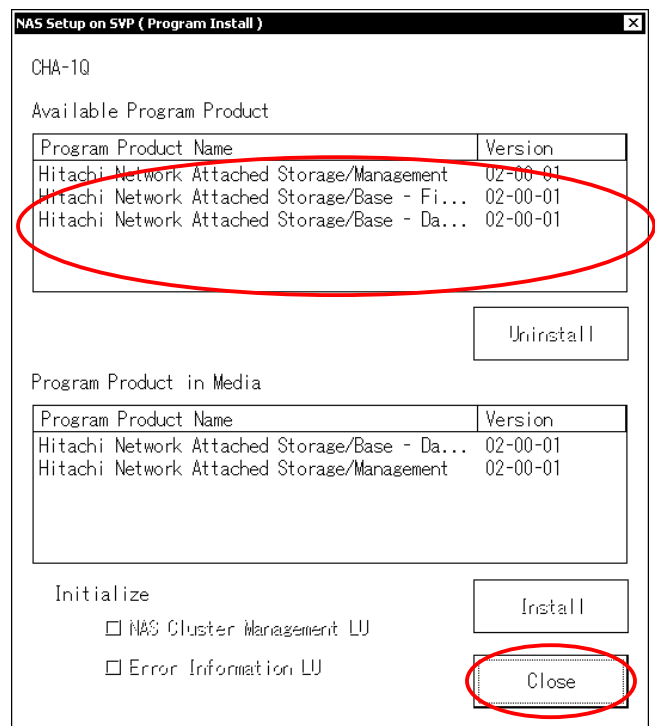 NAS Setup on SVP ( Program Install )
CHA-1Q
Available Program Product
Program Product Name Version
Hitachi Network Attached Storage/Management 02-00-01
Hitachi Network Attached Storage/Base - Fi... 02-00-01
Hitachi Network Attached Storage/Base - Da... 02-00-01
Uninstall
Program Product in Media
Program Product Name Version
Hitachi Network Attached Storage/Base - Da... 02-00-01
Hitachi Network Attached Storage/Management 02-00-01
Initialize
NAS Cluster Management LU
Install
Error Information LU
Close